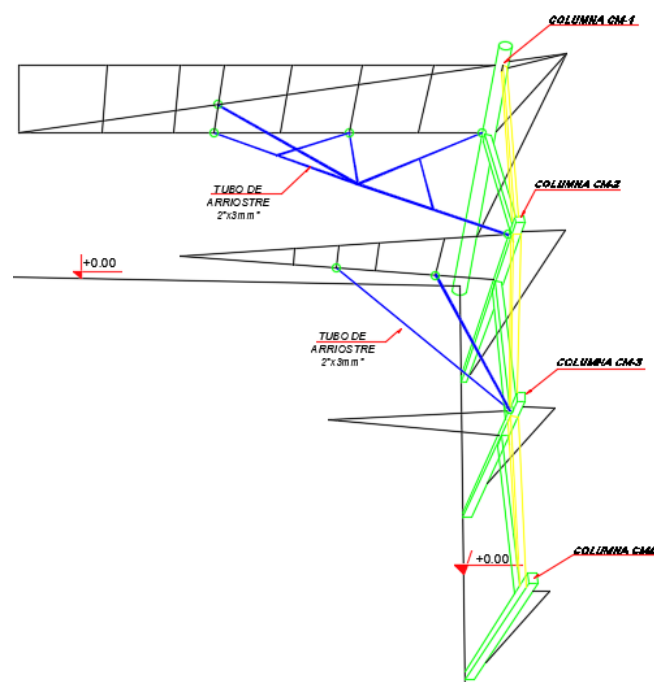 COLUMNA CM-1
COLUMNA CM-2
TUBO DE
ARRIOSTRE
2"x3mm"
+0.00
TUBO DE
ARRIOSTRE
2"x3mm"
COLUMNA CM-3
+0.00
COLUMNA